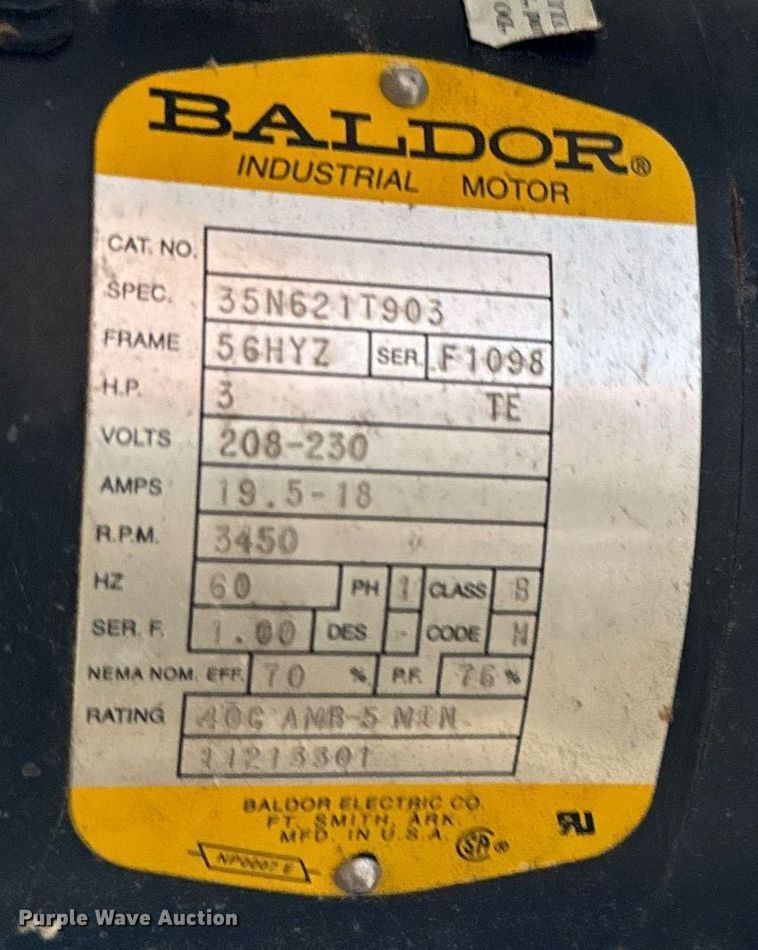 BALDOR®
INDUSTRIAL MOTOR
CAT. NO.
SPEC. 35N621T903
FRAME 56HYZ SER. F1098
H.P. 3 TE
VOLTS 208-230
AMPS 19.5-18
R.P.M. 3450
HZ 60 PH 1 CLASS B
SER. F. 1.00 DES - CODE
NEMA NOM. EFF. 70 % P.F. 76 %
RATING 40C AMB-5 MIN
BALDOR ELECTRIC CO.
FT. SMITH, ARK.
MFD. IN U.S.A.
Purple Wave Auction